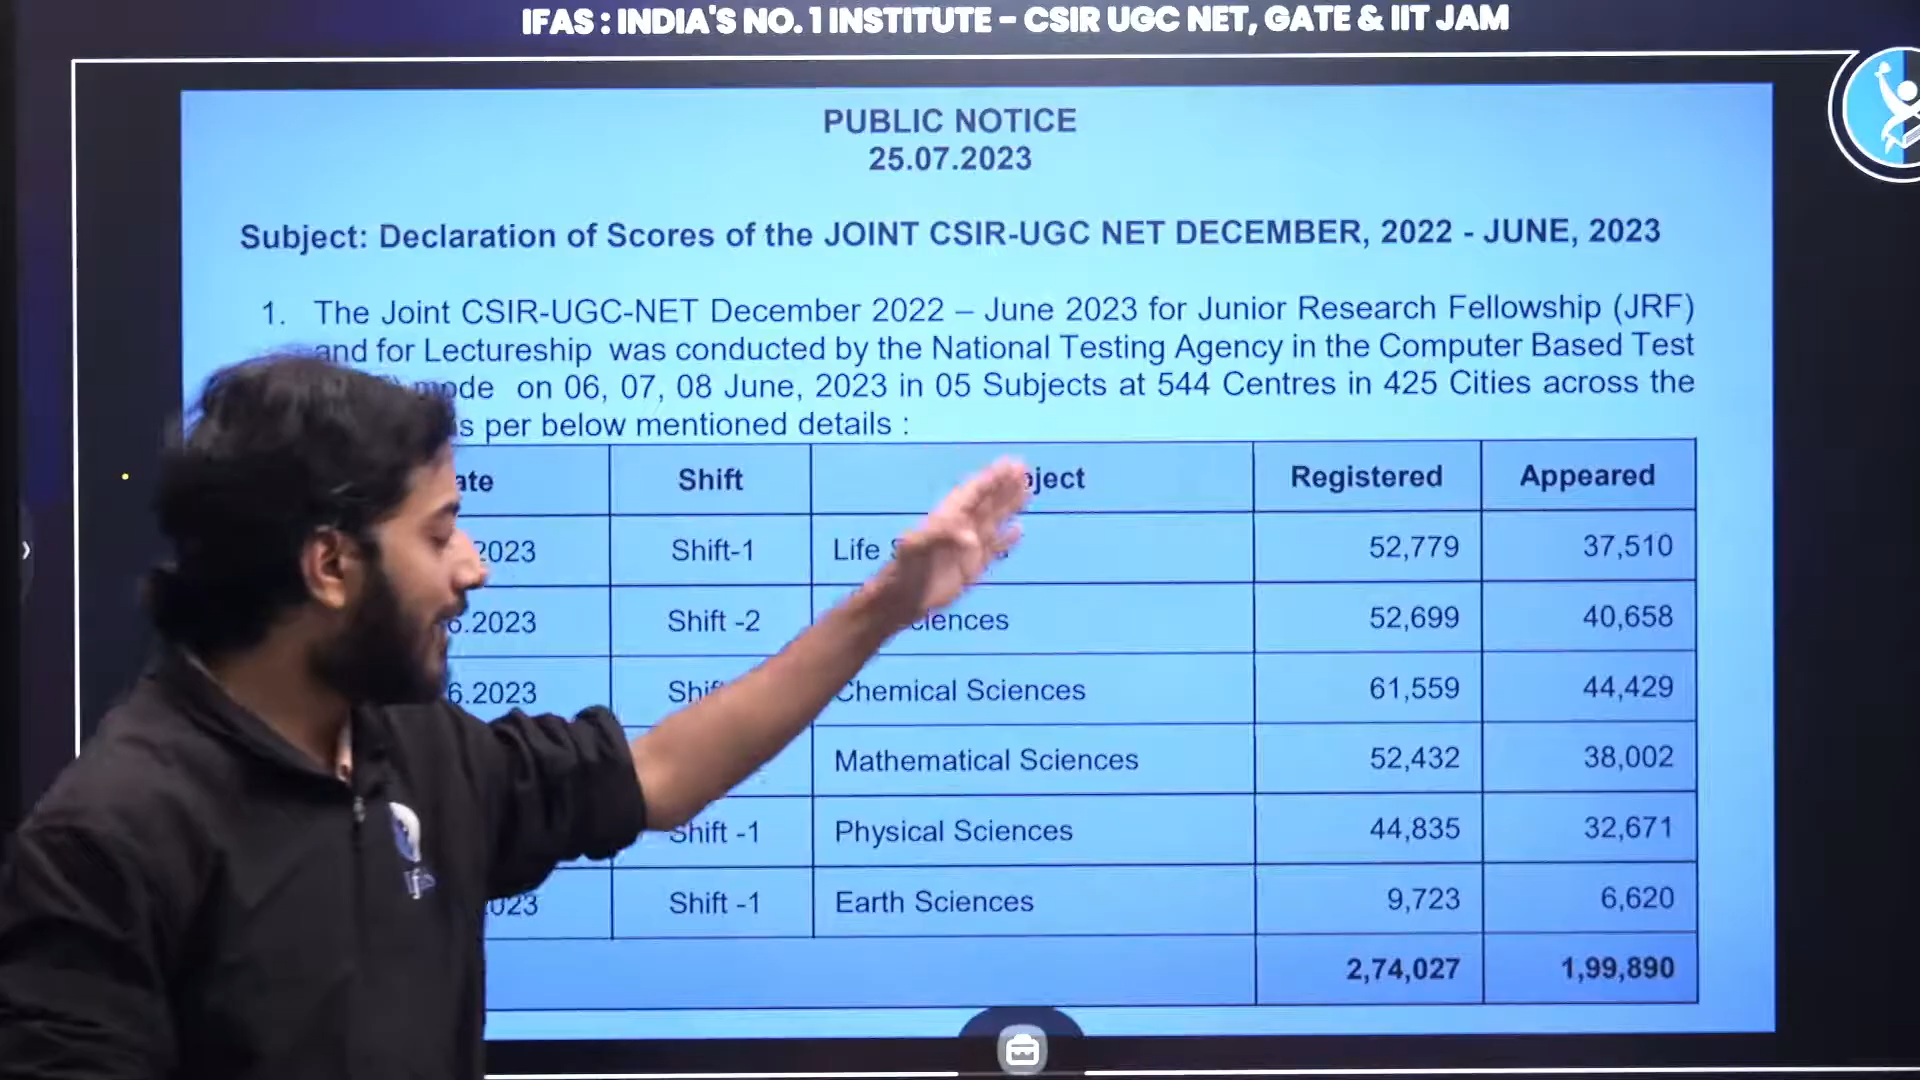 IFAS : INDIA'S NO. 1 INSTITUTE – CSIR UGC NET, GATE & IIT JAM
PUBLIC NOTICE
25.07.2023
Subject: Declaration of Scores of the JOINT CSIR-UGC NET DECEMBER, 2022 - JUNE, 2023
1. The Joint CSIR-UGC-NET December 2022 – June 2023 for Junior Research Fellowship (JRF)
and for Lectureship was conducted by the National Testing Agency in the Computer Based Test
mode on 06, 07, 08 June, 2023 in 05 Subjects at 544 Centres in 425 Cities across the
per below mentioned details :
Shift Registered Appeared
2023 Shift-1 Life 52,779 37,510
.2023 Shift -2 52,699 40,658
6.2023 Chemical Sciences 61,559 44,429
Mathematical Sciences 52,432 38,002
Shift -1 Physical Sciences 44,835 32,671
Shift -1 Earth Sciences 9,723 6,620
2,74,027 1,99,890